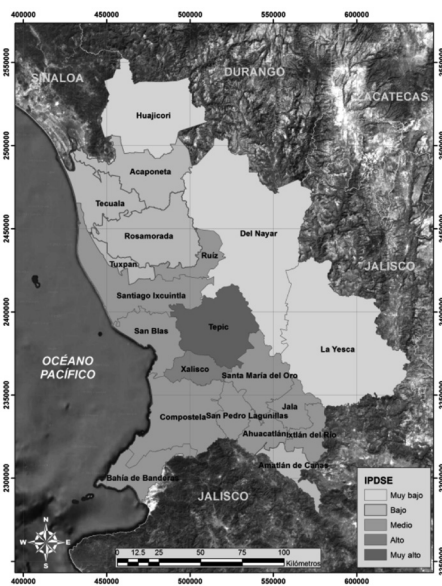 400000 450000 500000 550000 600000
2550000
SINALOA
DURANGO
ZACATECAS
Huajicori
2500000
Acaponeta
Tecuala
Rosamorada
Del Nayar
2450000
Ruíz
Tuxpan
JALISCO
Santiago Ixcuintla
2400000
San Blas
Tepic
OCÉANO
PACÍFICO
La Yesca
Xalisco
Santa María del Oro
2350000
Jala
Compostela
San Pedro Lagunillas
Ahuacatlán
Ixtlán del Río
Amatlán de Cañas
2300000
Bahía de Banderas
JALISCO
IPDSE
Muy bajo
Bajo
Medio
Alto
Muy alto
N
W E
S
0 12.5 25 50 75 100
Kilómetros
400000 450000 500000 550000 600000